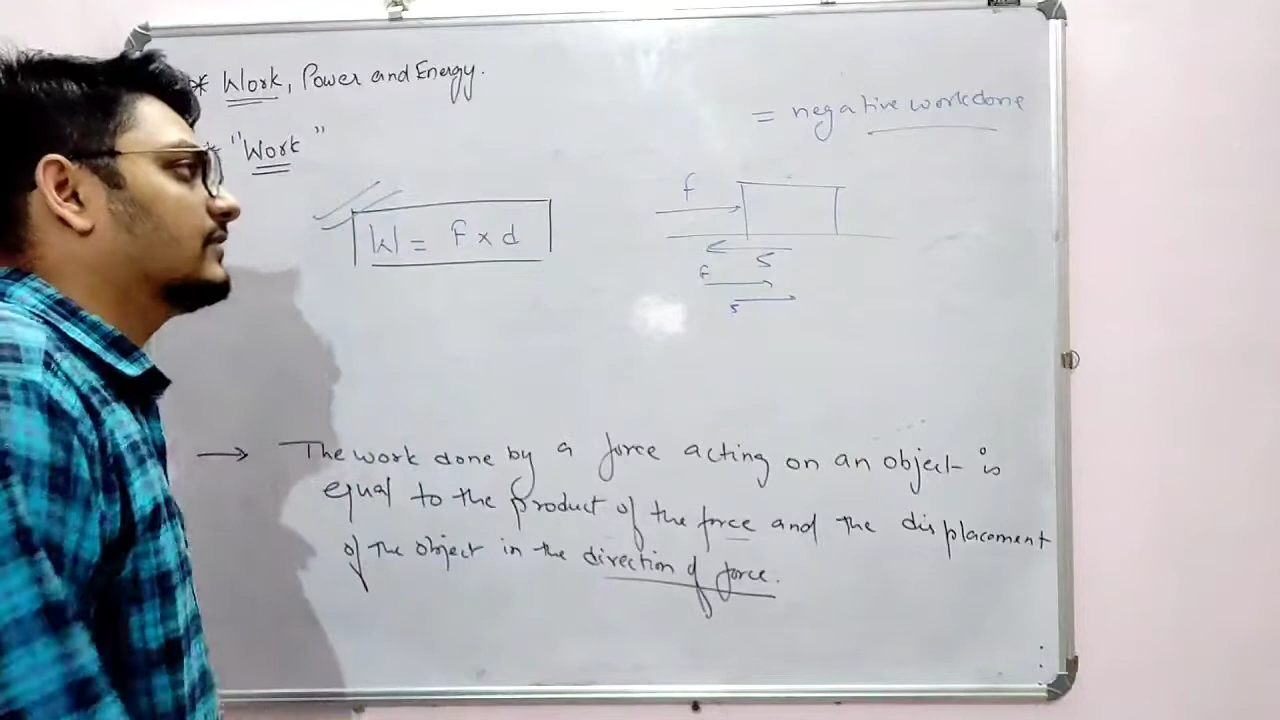 * Work, Power and Energy.
= negative workdone
* "Work"
W = F x d
f
S
f
s
→ The work done by a force acting on an object is
equal to the product of the force and the displacement
of the object in the direction of force.